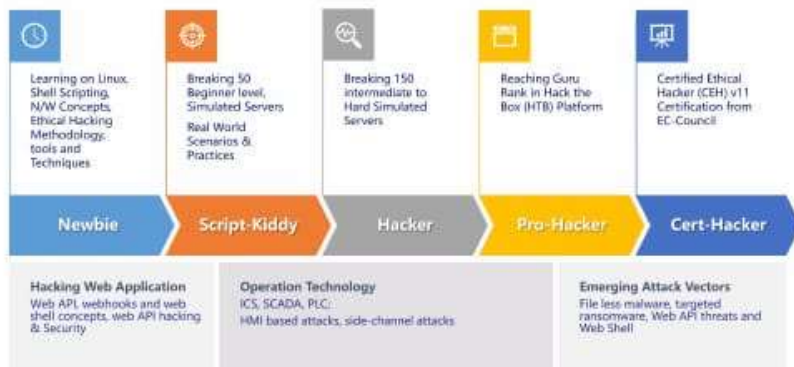 Learning on Linux,
Shell Scripting,
N/W Concepts,
Ethical Hacking
Methodology,
tools and
Techniques
Breaking 50
Beginner level,
Simulated Servers
Real World
Scenarios &
Practices
Breaking 150
intermediate to
Hard Simulated
Servers
Reaching Guru
Rank in Hack the
Box (HTB) Platform
Certified Ethical
Hacker (CEH) v11
Certification from
EC-Council
Newbie
Script-Kiddy
Hacker
Pro-Hacker
Cert-Hacker
Hacking Web Application
Web API, webhooks and web
shell concepts, web API hacking
& Security
Operation Technology
ICS, SCADA, PLC;
HMI based attacks, side-channel attacks
Emerging Attack Vectors
File less malware, targeted
ransomware, Web API threats and
Web Shell